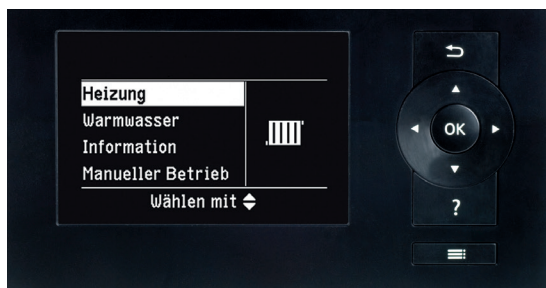 Heizung
Warmwasser
Information
Manueller Betrieb
Wählen mit
OK
?